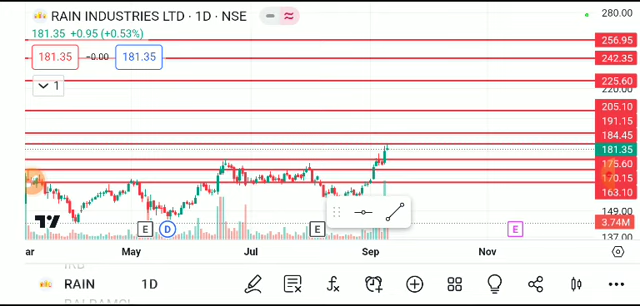 RAIN INDUSTRIES LTD · 1D · NSE
181.35 +0.95 (+0.53%)
181.35 −0.00 181.35
1
280.00
256.95
242.35
225.60
220.00
205.10
191.15
184.45
181.35
175.60
170.15
163.10
149.00
3.74M
137.00
E D E E
ar May Jul Sep Nov
RAIN 1D